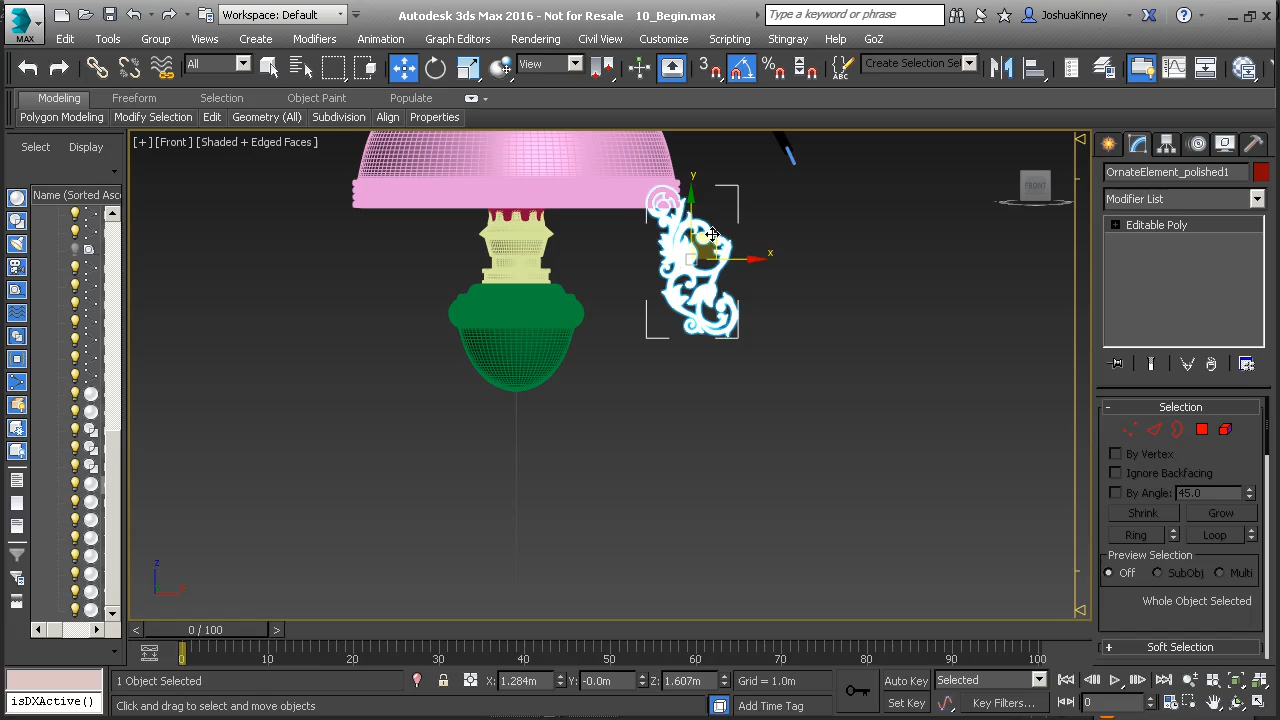 MAX
Workspace: Default
Autodesk 3ds Max 2016 - Not for Resale 10_Begin.max
Type a keyword or phrase
JoshuaKinney
Edit Tools Group Views Create Modifiers Animation Graph Editors Rendering Civil View Customize Scripting Stingray Help GoZ
All
View
3
%
Create Selection Se
Modeling Freeform Selection Object Paint Populate
Polygon Modeling
Edit Geometry (All) Subdivision Align Properties
Select Display
Name (Sorted Asc
[Front ] [Shaded + Edged Faces ]
y
x
z
FRONT
Editable Poly
Selection
By Vertex
Ignore Backfacing
By Angle: 45.0
Shrink Grow
Ring Loop
Preview Selection
Off SubObj Multi
Whole Object Selected
Soft Selection
0 / 100
0 10 20 30 40 50 60 70 80 90 100
1 Object Selected
X: 1.284m Y: -0.0m Z: 1.607m Grid = 1.0m
Auto Key Selected
isDXActive()
Click and drag to select and move objects
Add Time Tag
Set Key Key Filters...
0